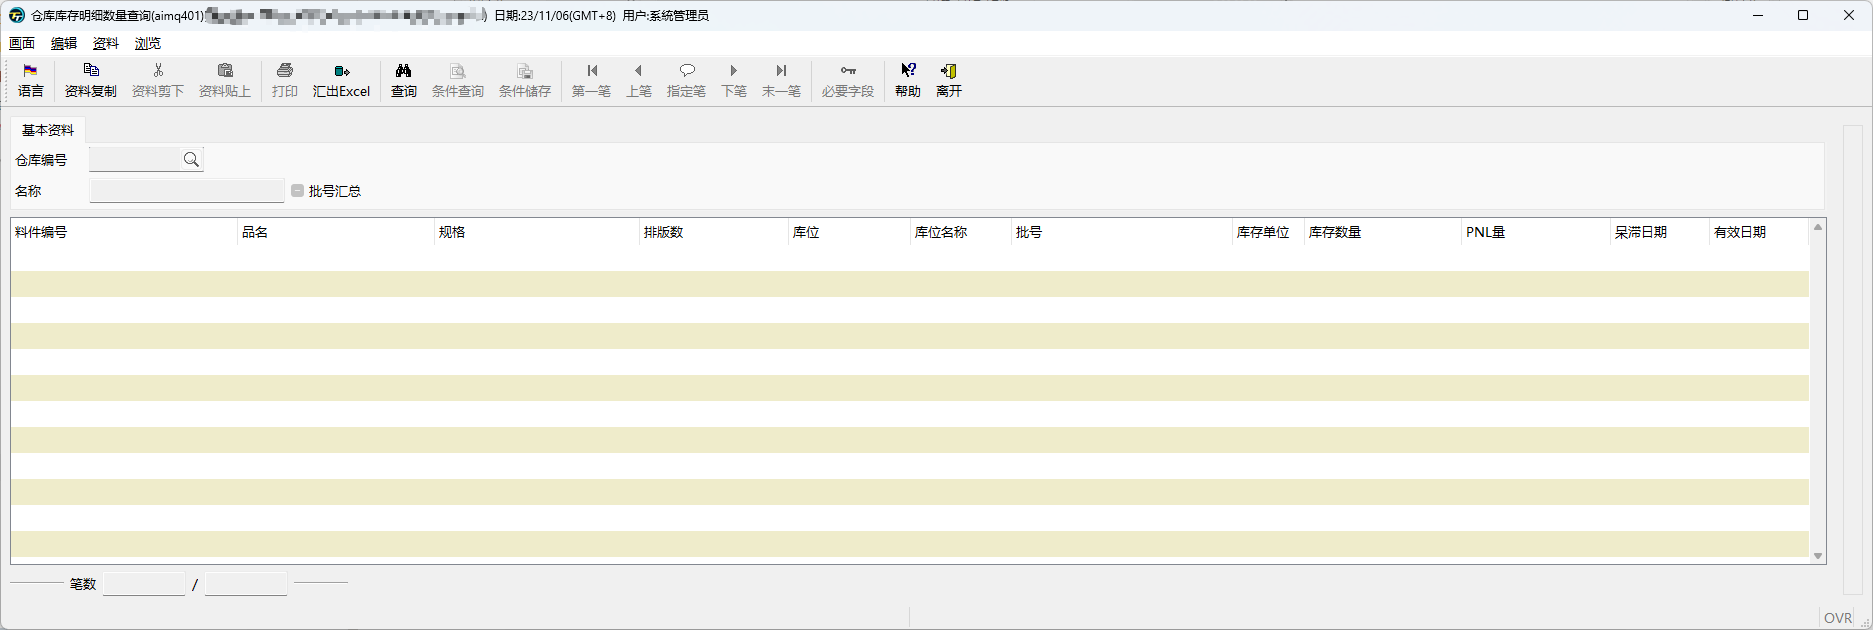 仓库库存明细数量查询(aimq401) 日期:23/11/06(GMT+8) 用户:系统管理员
画面 编辑 资料 浏览
语言 资料复制 资料剪下 资料贴上 打印 汇出Excel 查询 条件查询 条件储存 第一笔 上笔 指定笔 下笔 末一笔 必要字段 帮助 离开
基本资料
仓库编号
名称 批号汇总
料件编号 品名 规格 排版数 库位 库位名称 批号 库存单位 库存数量 PNL量 呆滞日期 有效日期
笔数 /
OVR